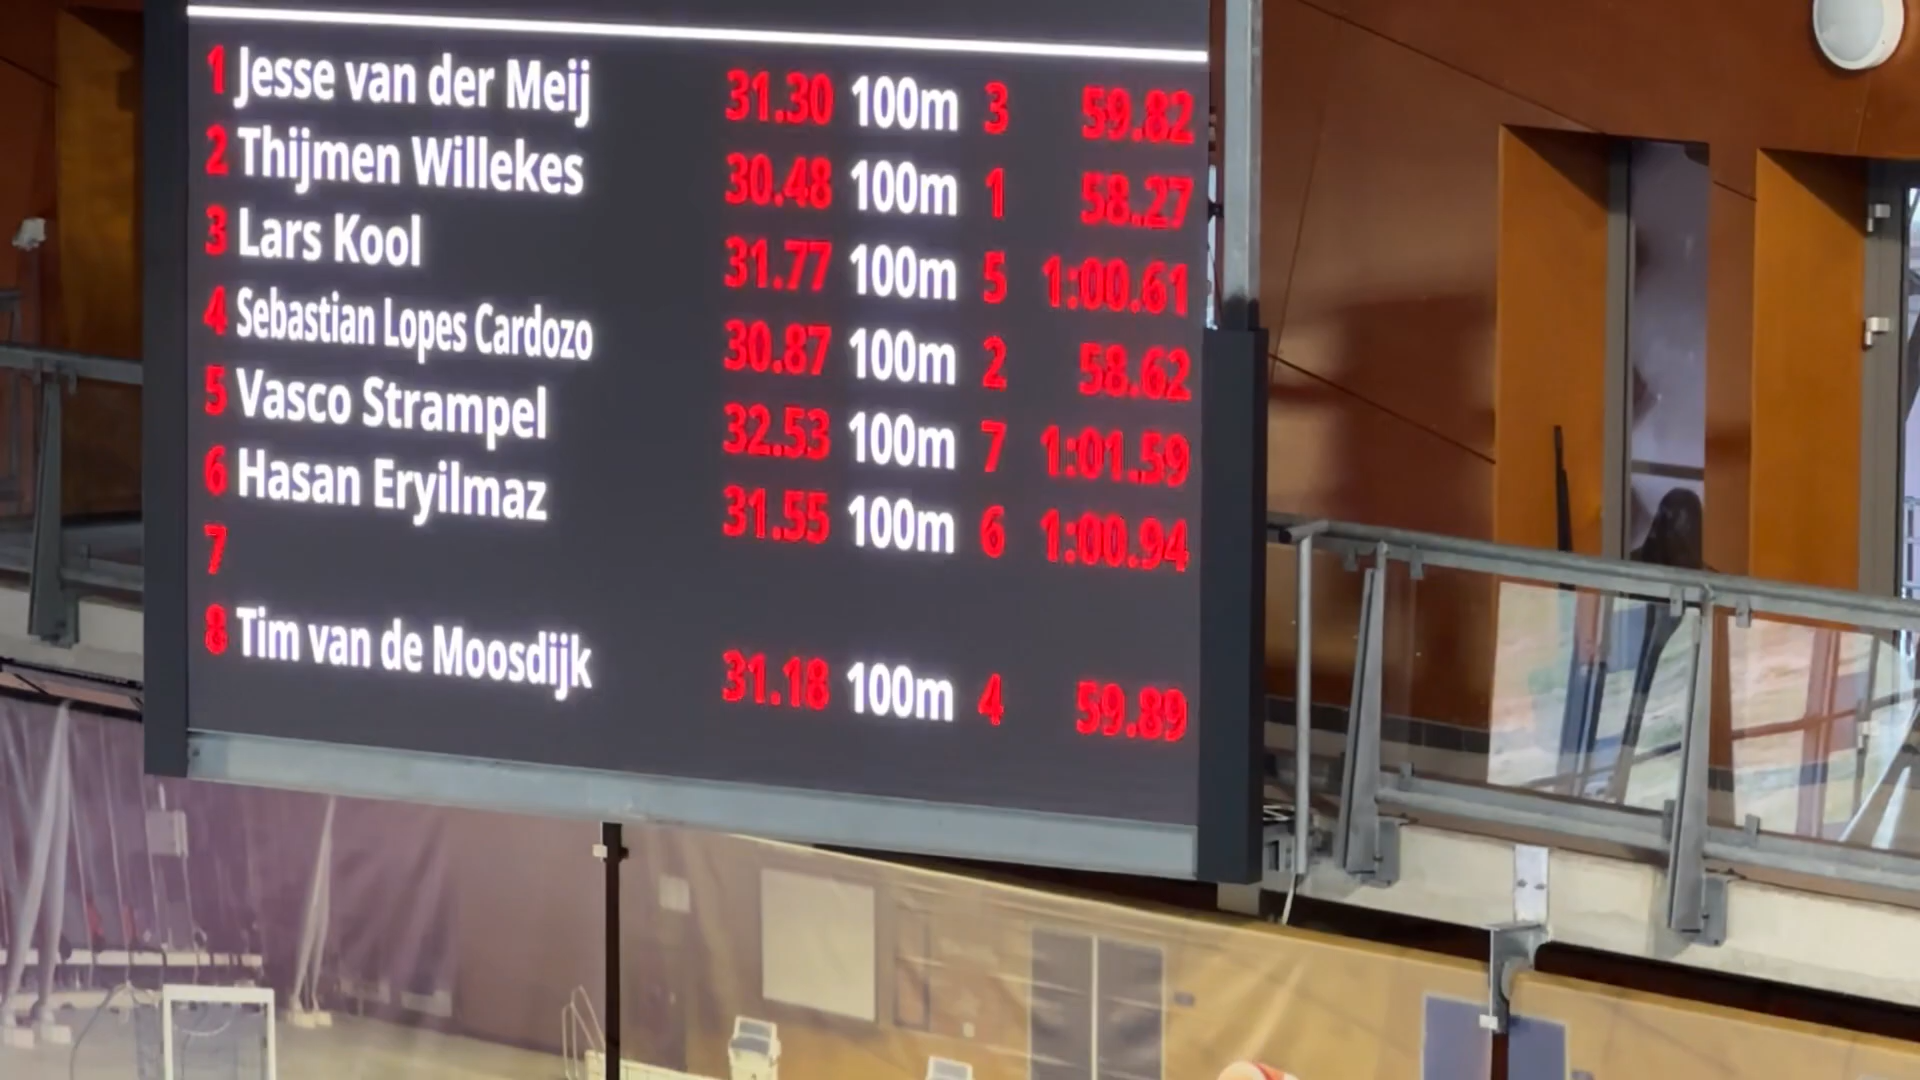 1 Jesse van der Meij 31.30 100m 3 59.82
2 Thijmen Willekes 30.48 100m 1 58.27
3 Lars Kool 31.77 100m 5 1:00.61
4 Sebastian Lopes Cardozo 30.87 100m 2 58.62
5 Vasco Strampel 32.53 100m 7 1:01.59
6 Hasan Eryilmaz 31.55 100m 6 1:00.94
7
8 Tim van de Moosdijk 31.18 100m 4 59.89